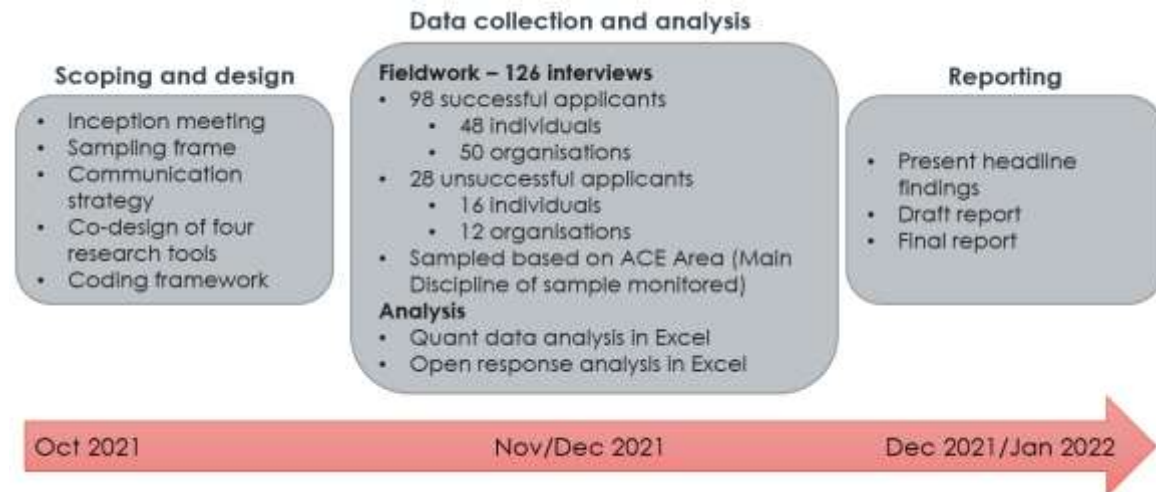 Data collection and analysis
Scoping and design
• Inception meeting
• Sampling frame
• Communication
strategy
• Co-design of four
research tools
• Coding framework
Fieldwork – 126 interviews
• 98 successful applicants
• 48 individuals
• 50 organisations
• 28 unsuccessful applicants
• 16 individuals
• 12 organisations
• Sampled based on ACE Area (Main
Discipline of sample monitored)
Analysis
• Quant data analysis in Excel
• Open response analysis in Excel
Reporting
• Present headline
findings
• Draft report
• Final report
Oct 2021
Nov/Dec 2021
Dec 2021/Jan 2022